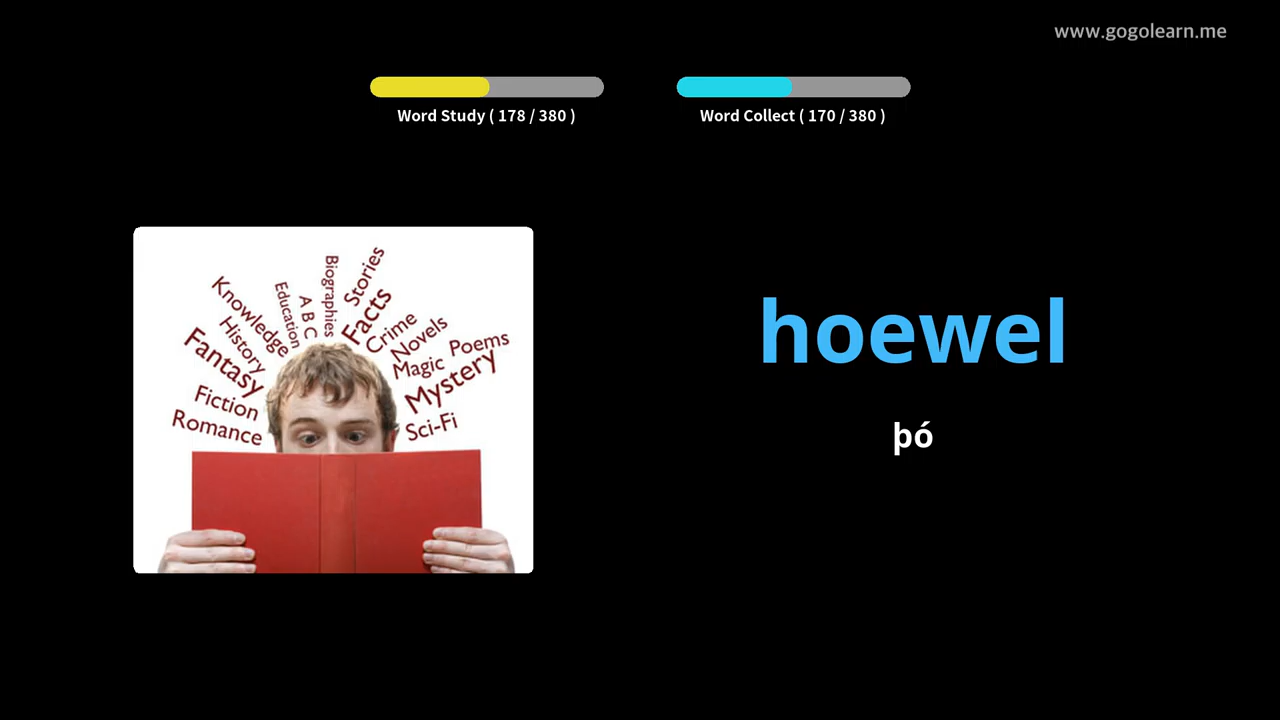 www.gogolearn.me
Word Study ( 178 / 380 )
Word Collect ( 170 / 380 )
Stories
Biographies
Facts
A B C
Education
Knowledge
Crime
History
Novels
Fantasy
Poems
Magic
Mystery
Fiction
Sci-Fi
Romance
hoewel
þó